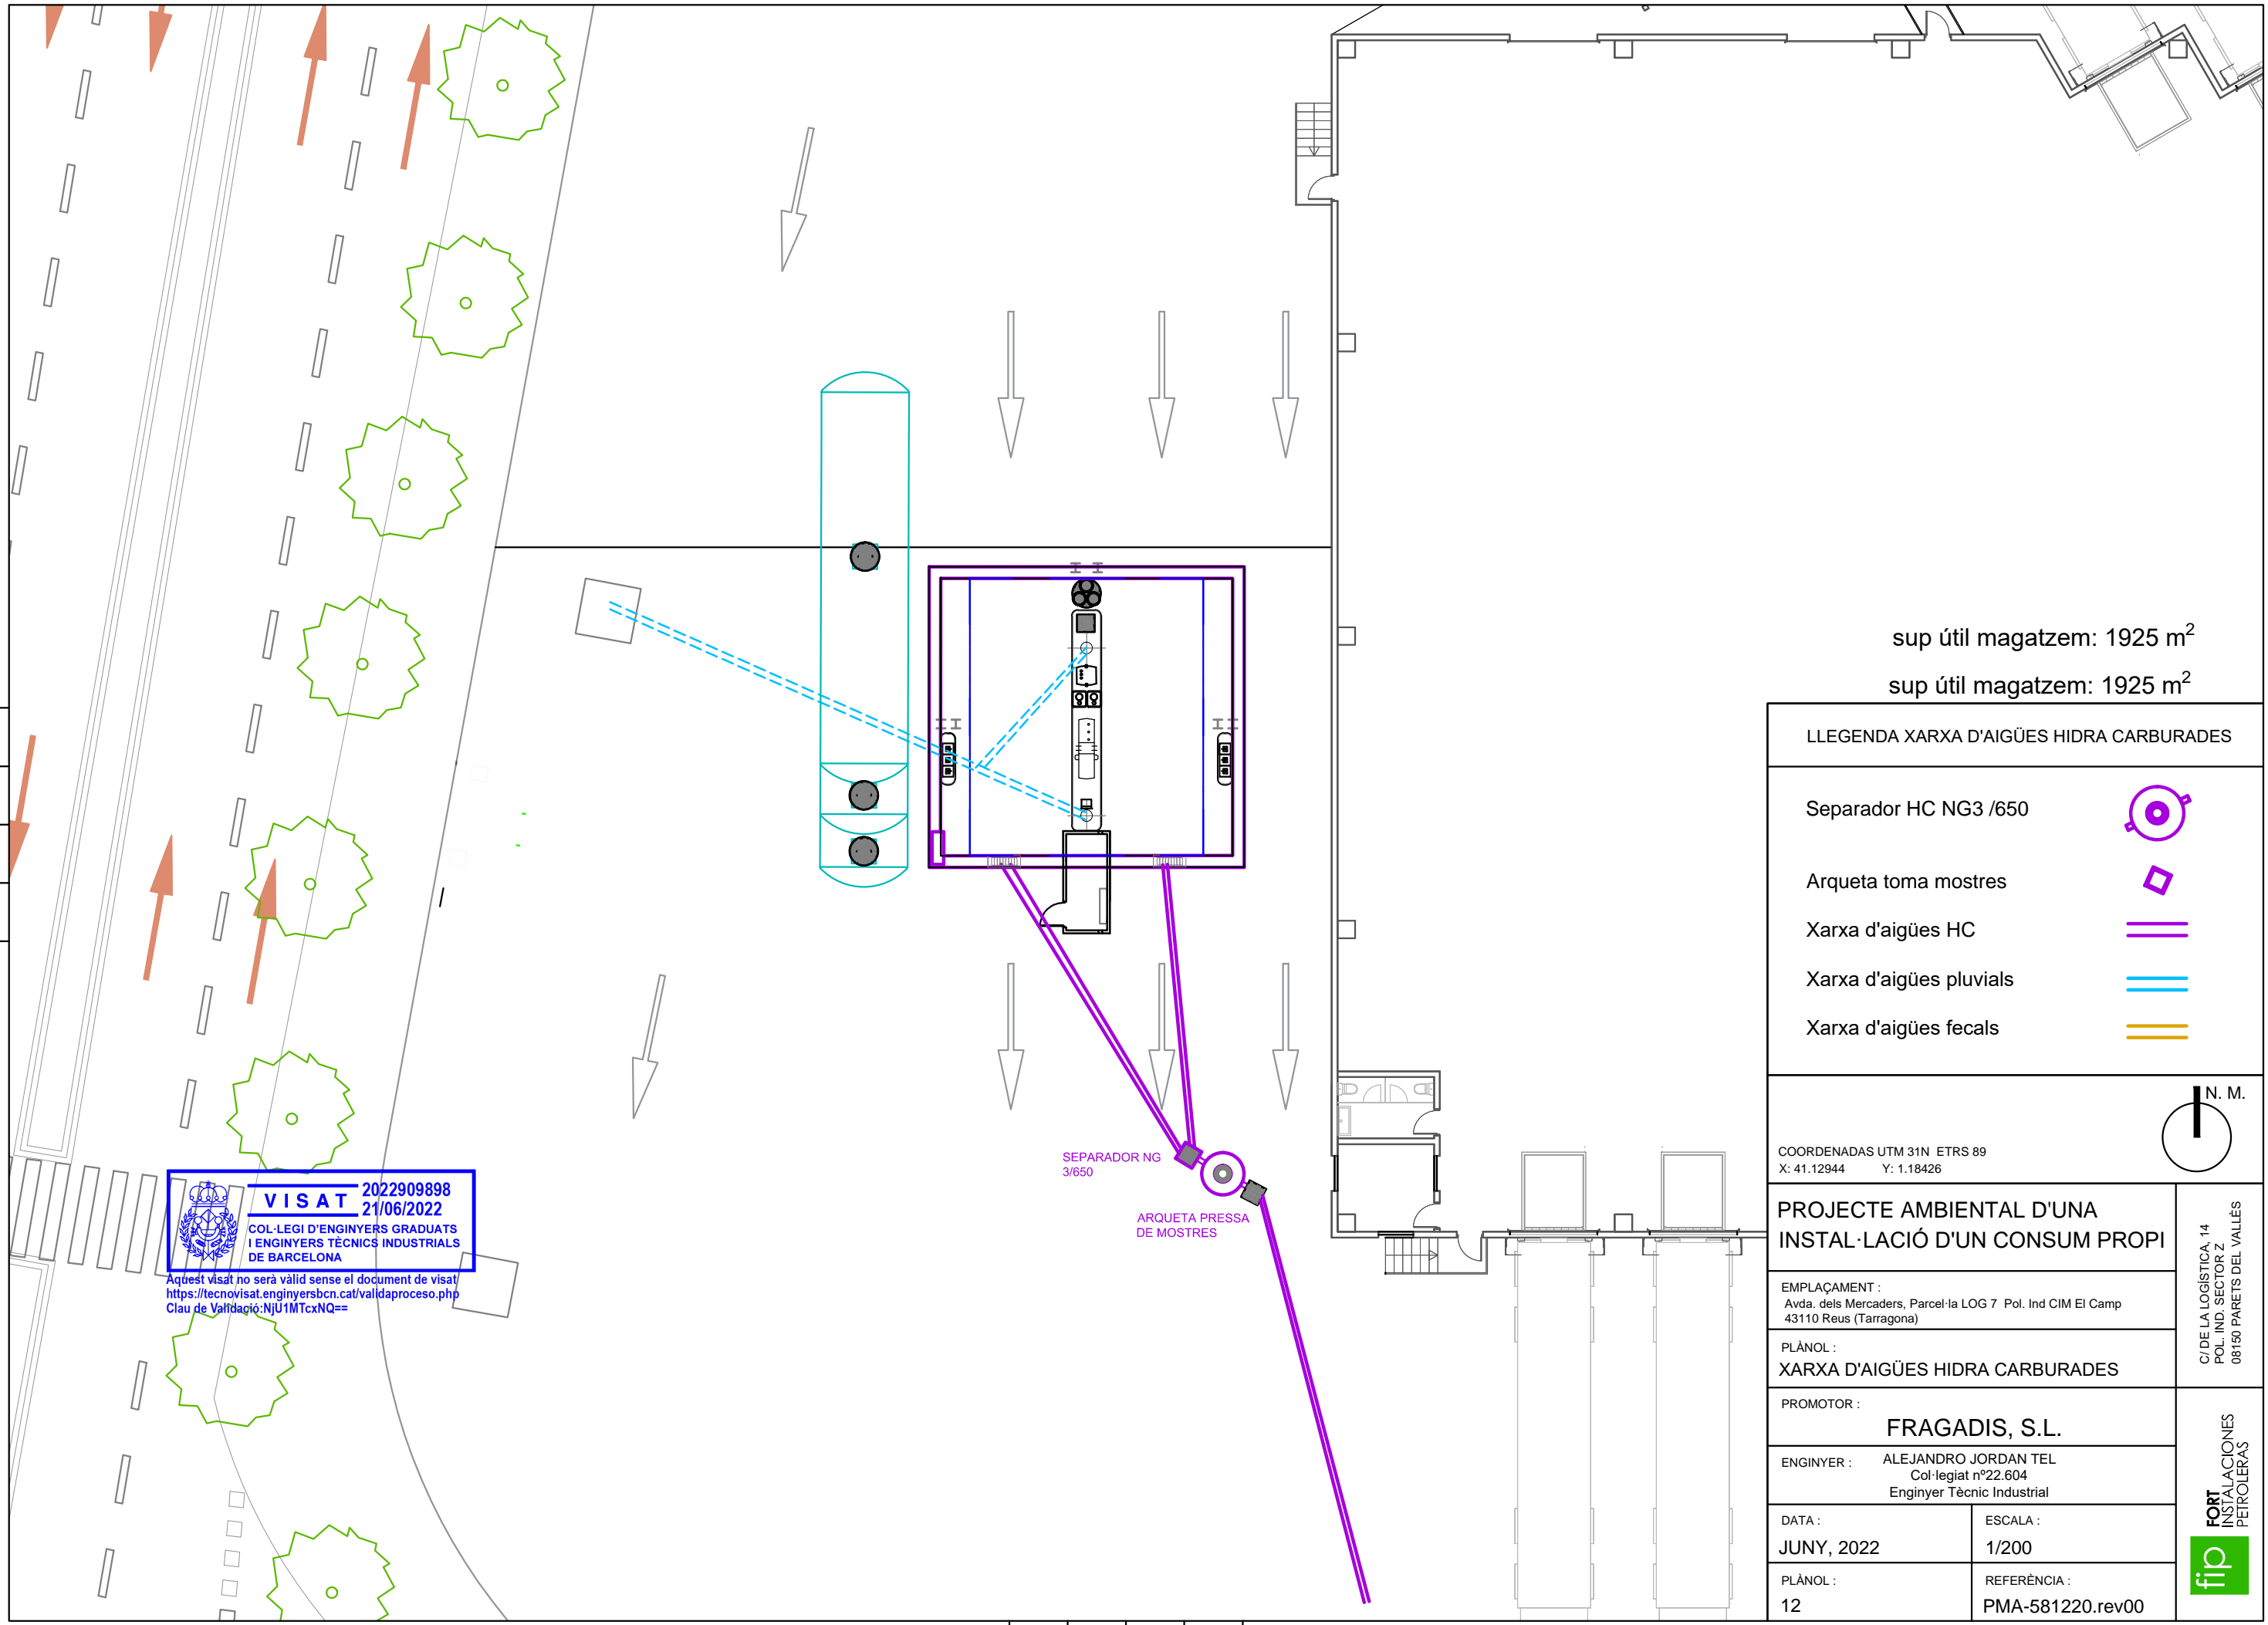 sup útil magatzem: 1925 m²
sup útil magatzem: 1925 m²
LLEGENDA XARXA D'AIGÜES HIDRA CARBURADES
Separador HC NG3 /650
Arqueta toma mostres
Xarxa d'aigües HC
Xarxa d'aigües pluvials
Xarxa d'aigües fecals
N. M.
COORDENADAS UTM 31N ETRS 89
X: 41.12944 Y: 1.18426
PROJECTE AMBIENTAL D'UNA
INSTAL·LACIÓ D'UN CONSUM PROPI
C/ DE LA LOGÍSTICA, 14
POL. IND. SECTOR Z
08150 PARETS DEL VALLÈS
EMPLAÇAMENT :
Avda. dels Mercaders, Parcel·la LOG 7 Pol. Ind CIM El Camp
43110 Reus (Tarragona)
PLÀNOL :
XARXA D'AIGÜES HIDRA CARBURADES
PROMOTOR :
FRAGADIS, S.L.
ENGINYER :
ALEJANDRO JORDAN TEL
Col·legiat nº22.604
Enginyer Tècnic Industrial
DATA :
JUNY, 2022
ESCALA :
1/200
PLÀNOL :
12
REFERÈNCIA :
PMA-581220.rev00
FORT
INSTALACIONES
PETROLERAS
fip
SEPARADOR NG
3/650
ARQUETA PRESSA
DE MOSTRES
VISAT
2022909898
21/06/2022
COL·LEGI D'ENGINYERS GRADUATS
I ENGINYERS TÈCNICS INDUSTRIALS
DE BARCELONA
Aquest visat no serà vàlid sense el document de visat
https://tecnovisat.enginyersbcn.cat/validaproceso.php
Clau de Validació:NjU1MTcxNQ==